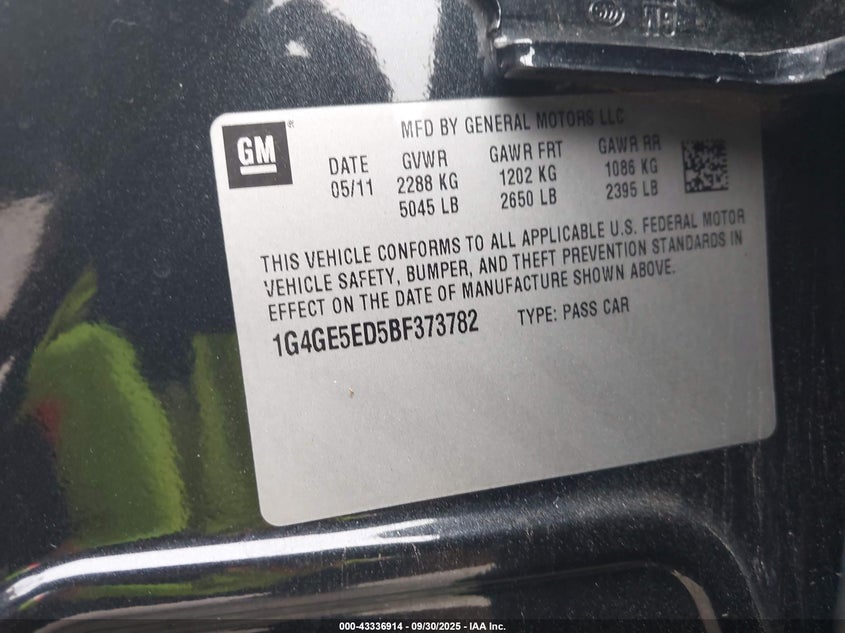 GM
MFD BY GENERAL MOTORS LLC
DATE GVWR GAWR FRT GAWR RR
05/11 2288 KG 1202 KG 1086 KG
5045 LB 2650 LB 2395 LB
THIS VEHICLE CONFORMS TO ALL APPLICABLE U.S. FEDERAL MOTOR
VEHICLE SAFETY, BUMPER, AND THEFT PREVENTION STANDARDS IN
EFFECT ON THE DATE OF MANUFACTURE SHOWN ABOVE.
1G4GE5ED5BF373782 TYPE: PASS CAR
000-43336914 - 09/30/2025 - IAA Inc.